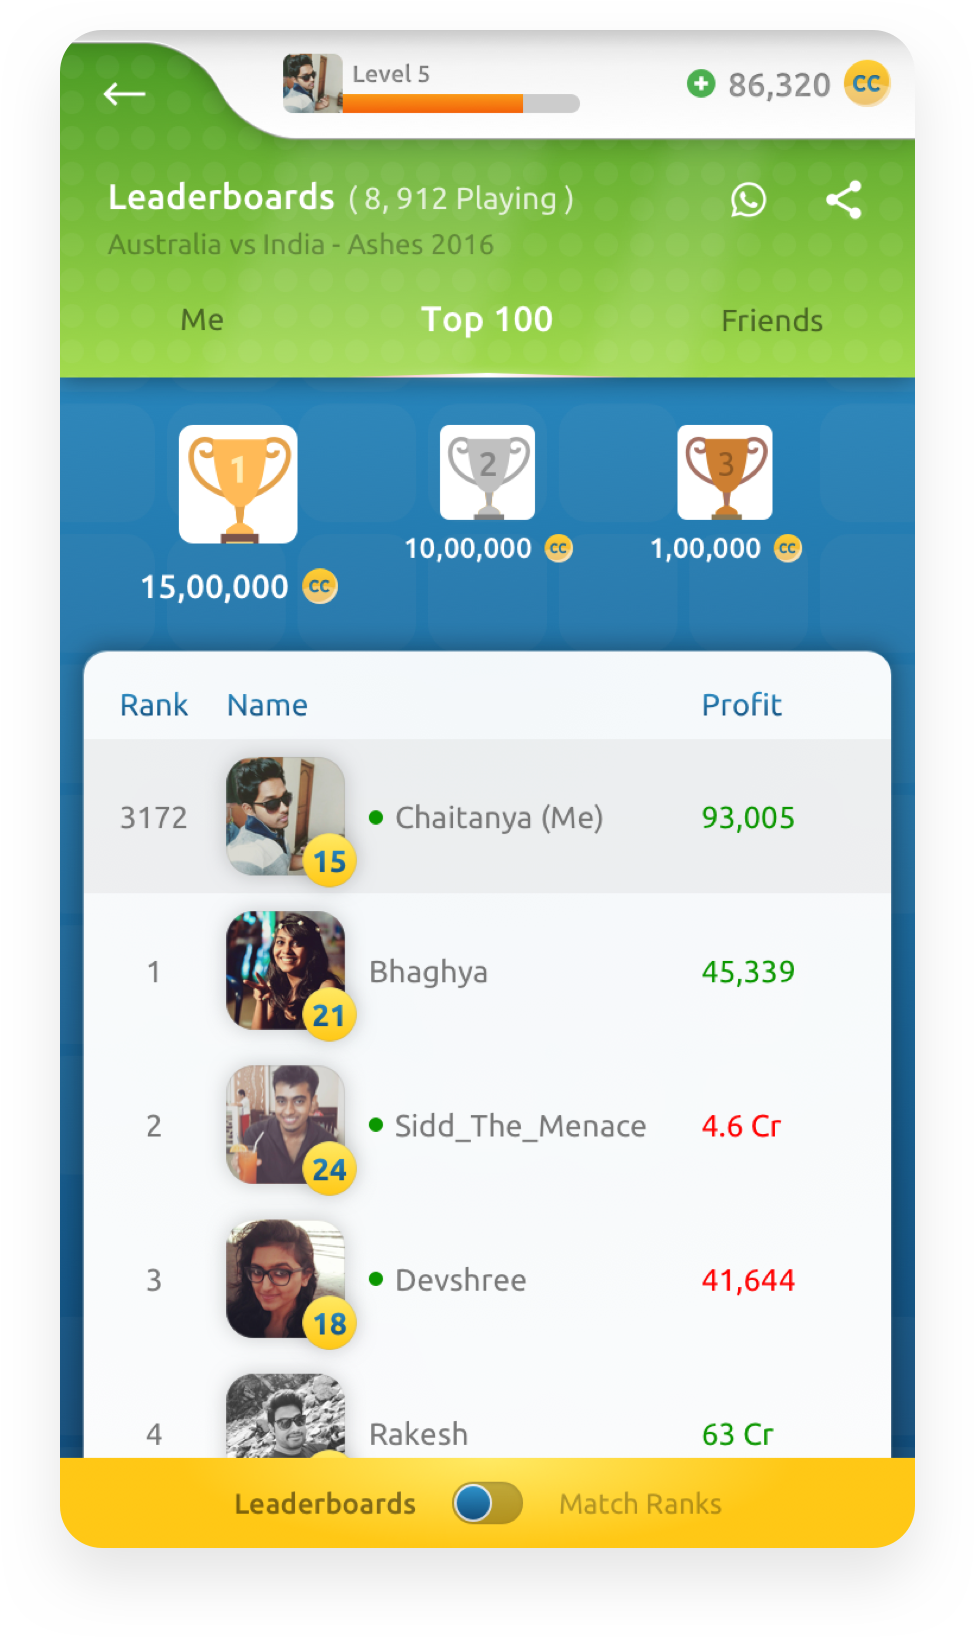 Level 5
86,320 CC
Leaderboards ( 8, 912 Playing )
Australia vs India - Ashes 2016
Me Top 100 Friends
1 2 3
10,00,000 CC 1,00,000 CC
15,00,000 CC
Rank Name Profit
3172 Chaitanya (Me) 93,005
15
1 Bhaghya 45,339
21
2 Sidd_The_Menace 4.6 Cr
24
3 Devshree 41,644
18
4 Rakesh 63 Cr
Leaderboards Match Ranks